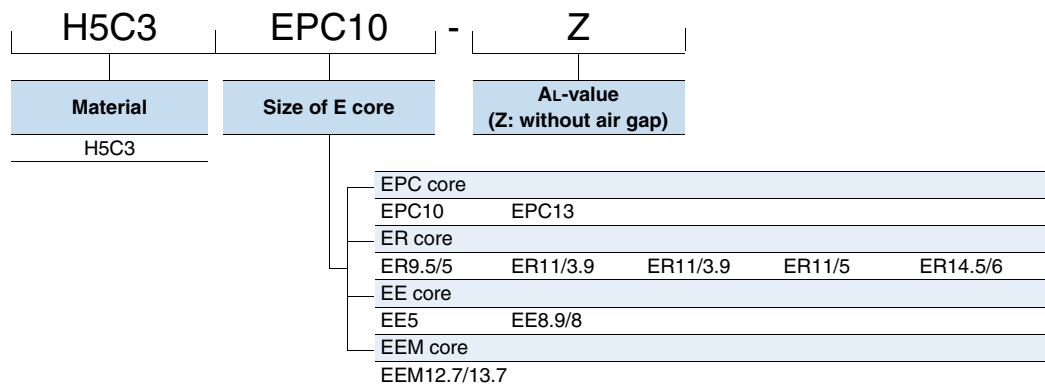 H5C3 EPC10 - Z
Material Size of E core AL-value
(Z: without air gap)
H5C3
EPC core
EPC10 EPC13
ER core
ER9.5/5 ER11/3.9 ER11/3.9 ER11/5 ER14.5/6
EE core
EE5 EE8.9/8
EEM core
EEM12.7/13.7